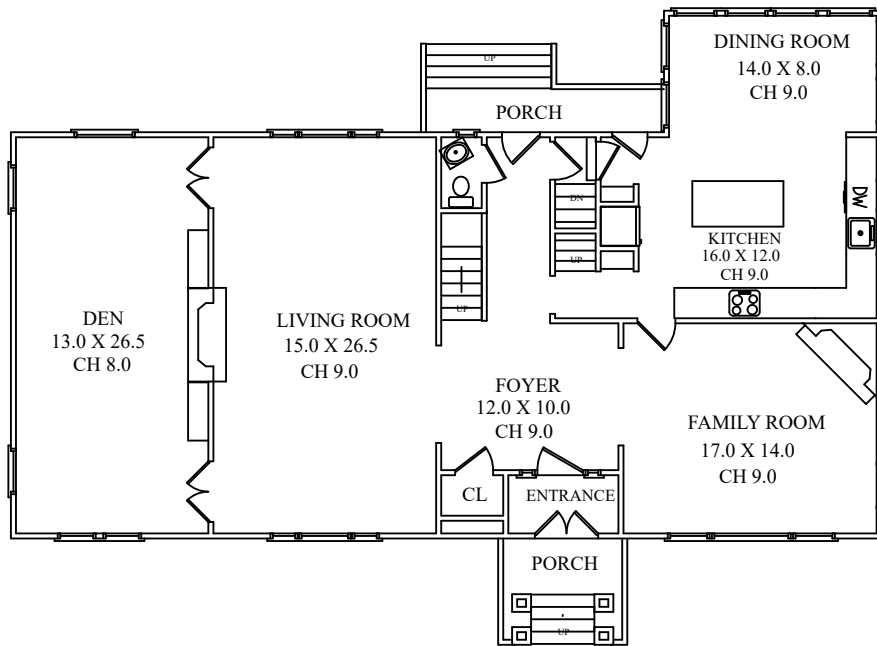 UP
DINING ROOM
14.0 X 8.0
CH 9.0
PORCH
DW
DN
KITCHEN
16.0 X 12.0
CH 9.0
UP
UP
DEN
13.0 X 26.5
CH 8.0
LIVING ROOM
15.0 X 26.5
CH 9.0
FOYER
12.0 X 10.0
CH 9.0
FAMILY ROOM
17.0 X 14.0
CH 9.0
CL
ENTRANCE
PORCH
UP